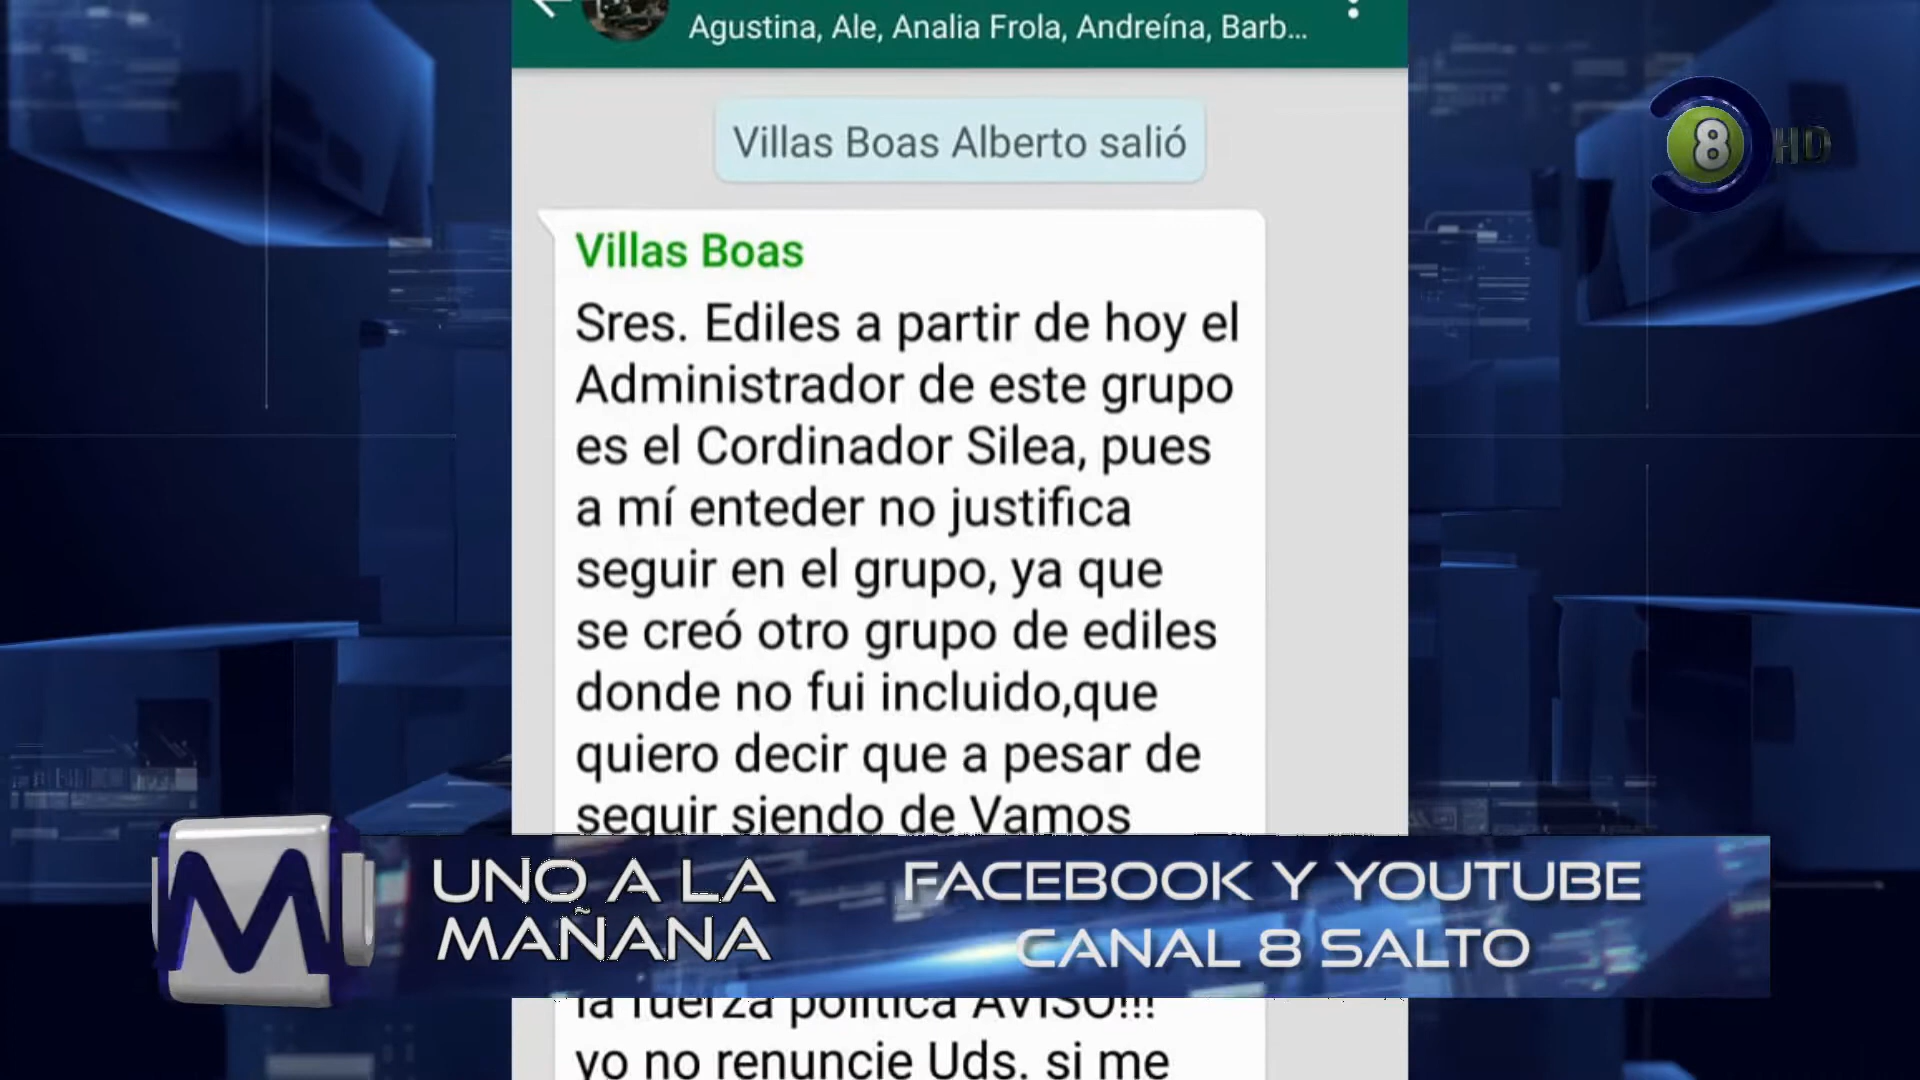 Agustina, Ale, Analia Frola, Andreína, Barb...
Villas Boas Alberto salió
8 HD
Villas Boas
Sres. Ediles a partir de hoy el
Administrador de este grupo
es el Cordinador Silea, pues
a mí enteder no justifica
seguir en el grupo, ya que
se creó otro grupo de ediles
donde no fui incluido,que
quiero decir que a pesar de
seguir siendo de Vamos
M
UNO A LA
MAÑANA
FACEBOOK Y YOUTUBE
CANAL 8 SALTO
la fuerza política AVISO!!!
yo no renuncie Uds. si me